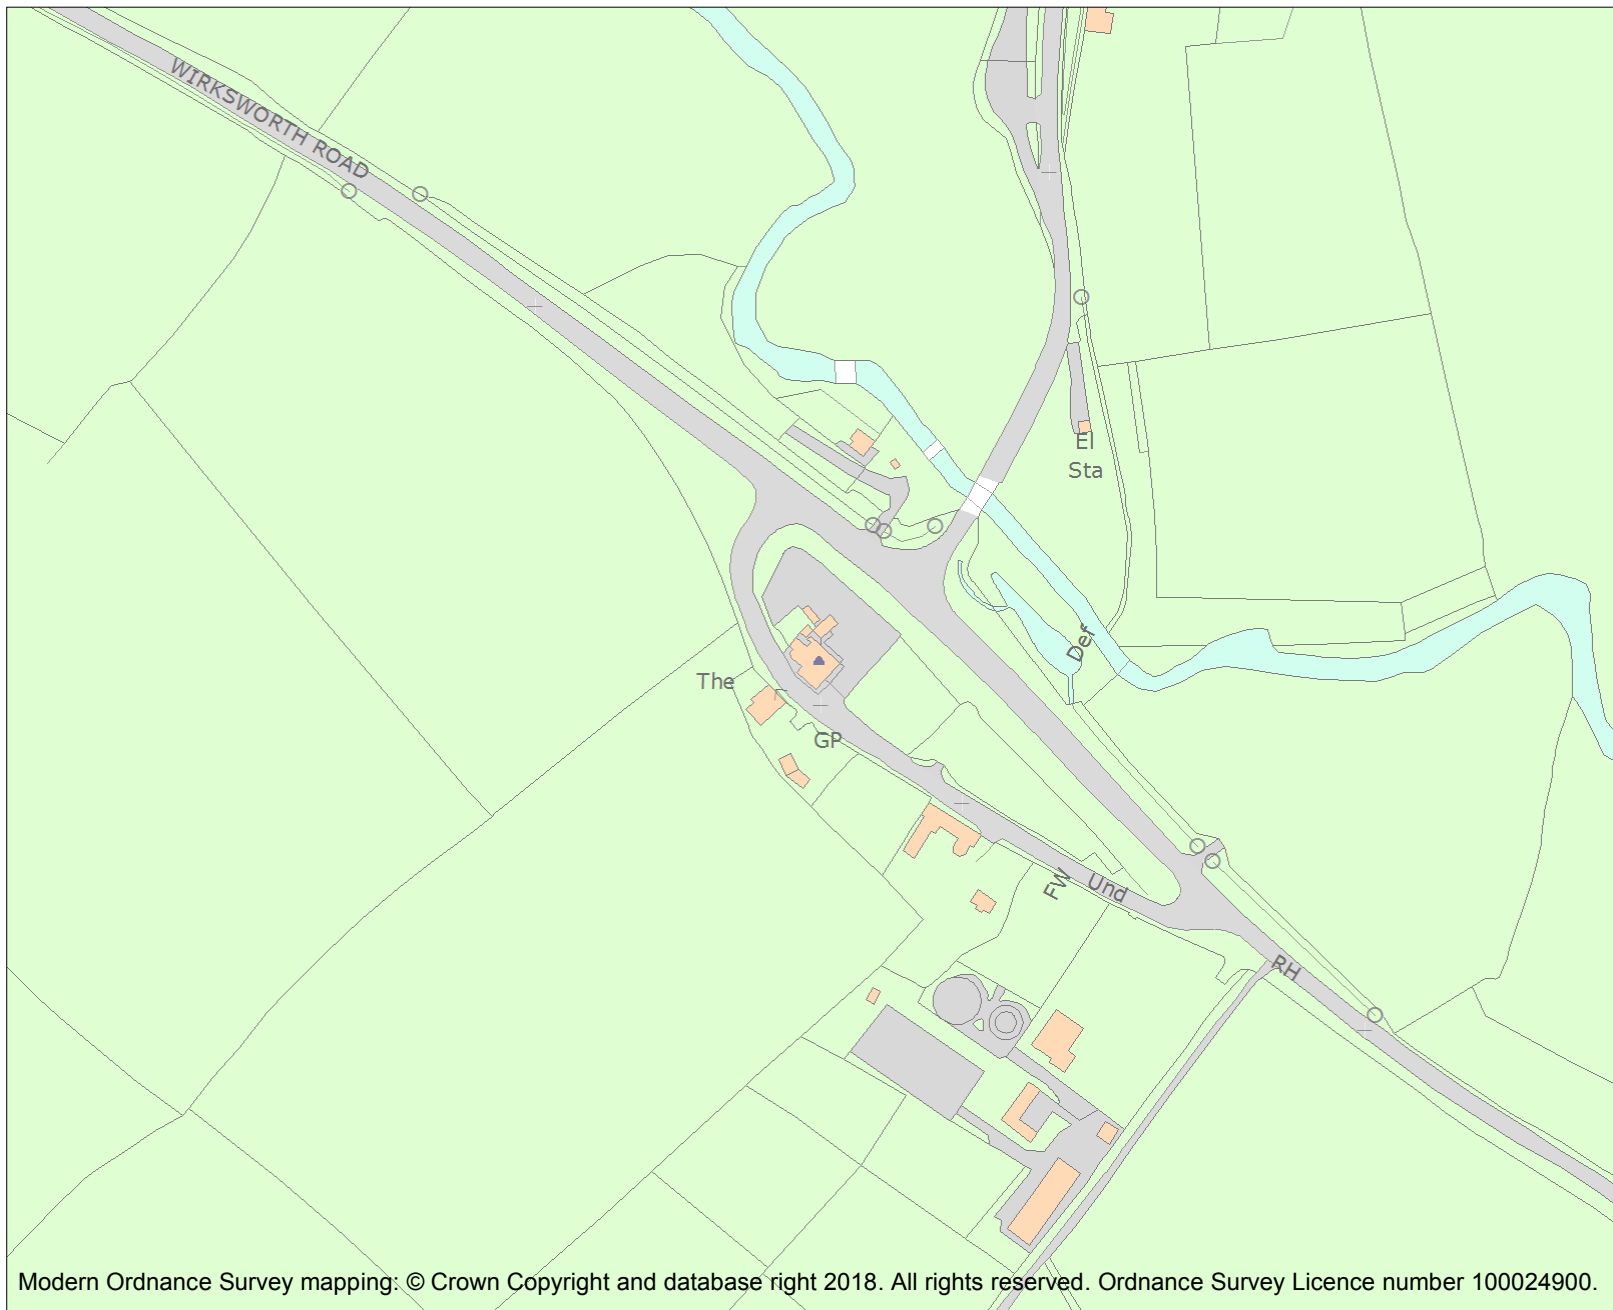 WIRKSWORTH ROAD
El
Sta
Def
The
GP
FW
Und
RH
Modern Ordnance Survey mapping: © Crown Copyright and database right 2018. All rights reserved. Ordnance Survey Licence number 100024900.